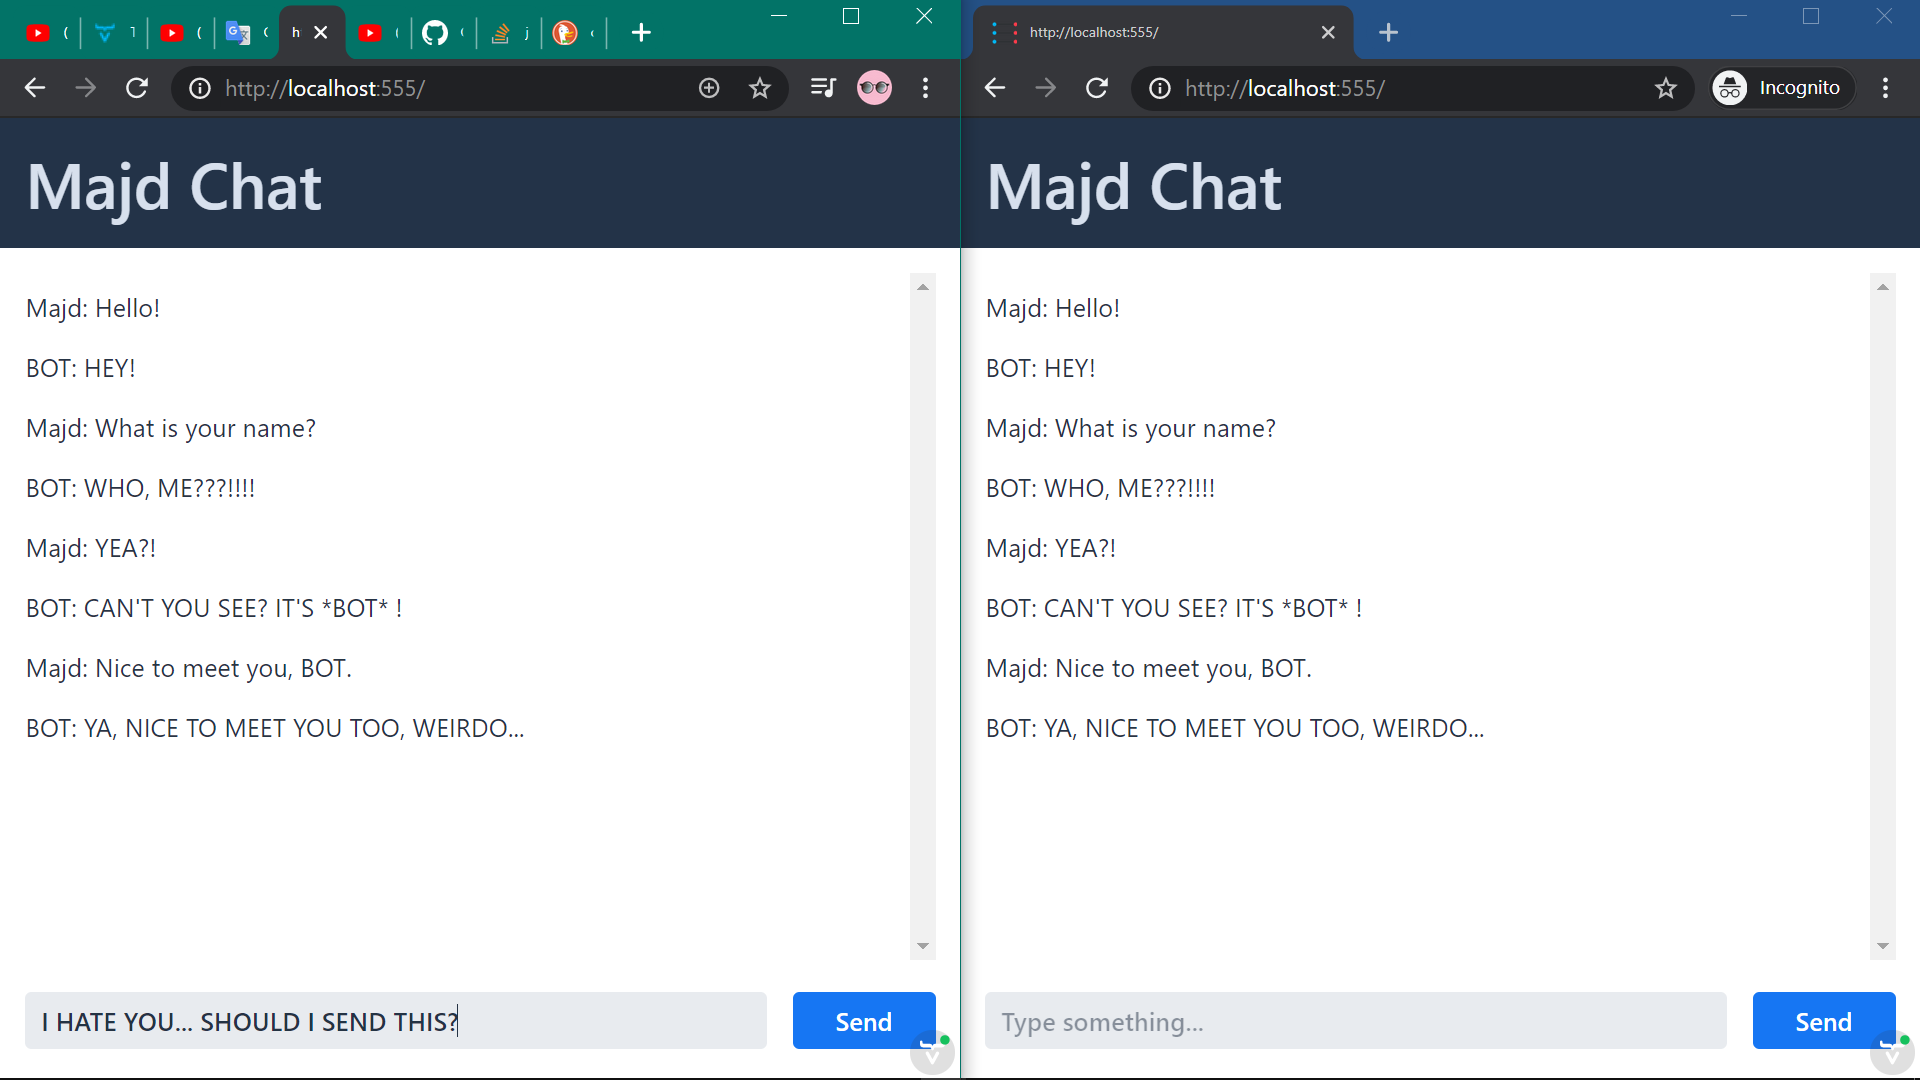 (
T
(
G
h
(
(
j
http://localhost:555/
Majd Chat
Majd: Hello!
BOT: HEY!
Majd: What is your name?
BOT: WHO, ME???!!!!
Majd: YEA?!
BOT: CAN'T YOU SEE? IT'S *BOT* !
Majd: Nice to meet you, BOT.
BOT: YA, NICE TO MEET YOU TOO, WEIRDO...
I HATE YOU... SHOULD I SEND THIS?
Send
http://localhost:555/
http://localhost:555/
Incognito
Majd Chat
Majd: Hello!
BOT: HEY!
Majd: What is your name?
BOT: WHO, ME???!!!!
Majd: YEA?!
BOT: CAN'T YOU SEE? IT'S *BOT* !
Majd: Nice to meet you, BOT.
BOT: YA, NICE TO MEET YOU TOO, WEIRDO...
Type something...
Send